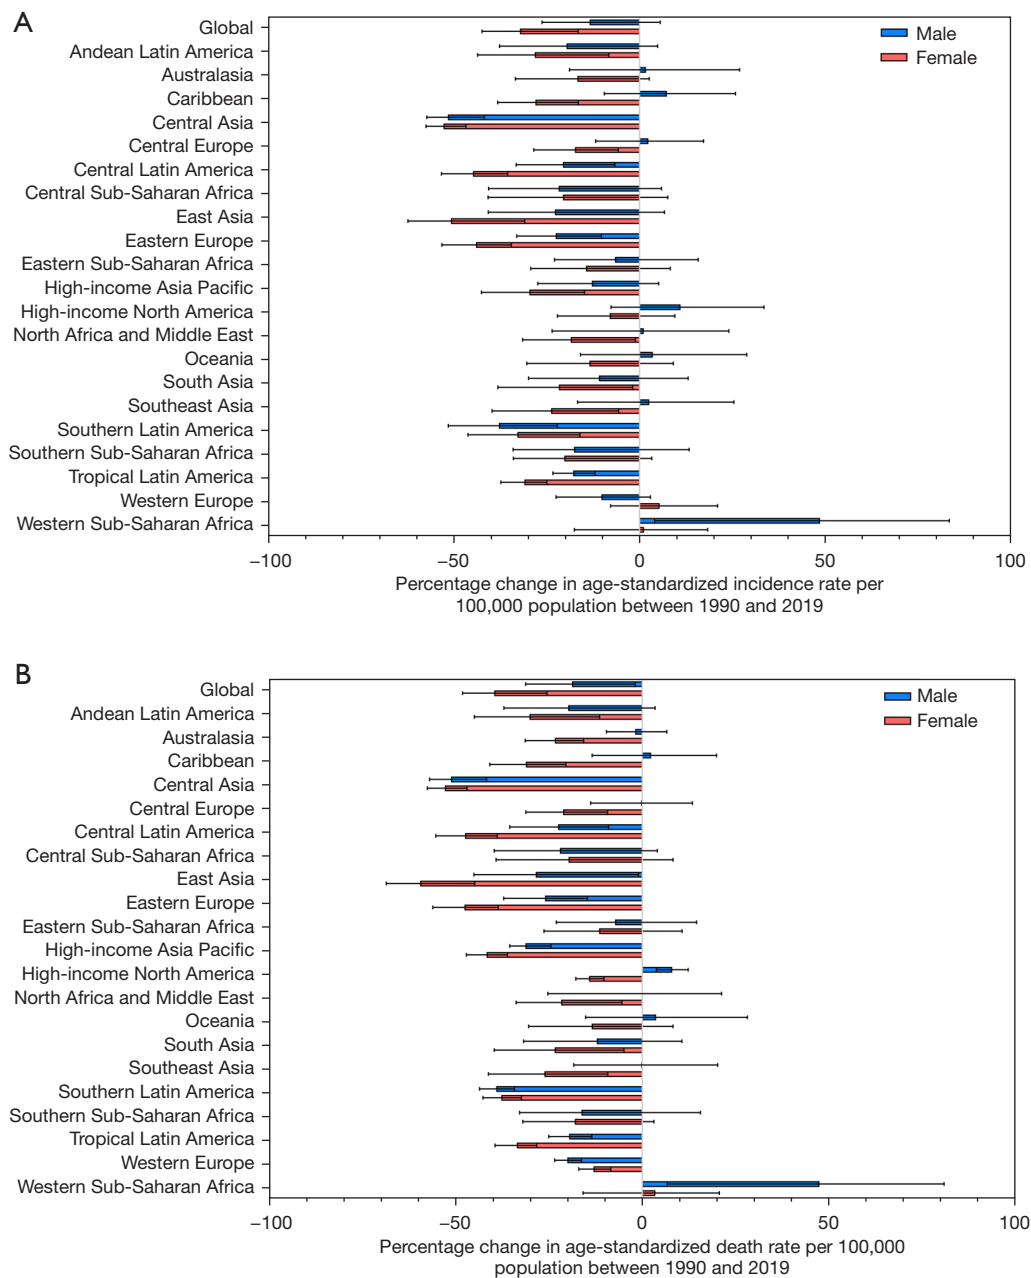 A
Male
Female
Global
Andean Latin America
Australasia
Caribbean
Central Asia
Central Europe
Central Latin America
Central Sub-Saharan Africa
East Asia
Eastern Europe
Eastern Sub-Saharan Africa
High-income Asia Pacific
High-income North America
North Africa and Middle East
Oceania
South Asia
Southeast Asia
Southern Latin America
Southern Sub-Saharan Africa
Tropical Latin America
Western Europe
Western Sub-Saharan Africa
−100 −50 0 50 100
Percentage change in age-standardized incidence rate per
100,000 population between 1990 and 2019
B
Male
Female
Global
Andean Latin America
Australasia
Caribbean
Central Asia
Central Europe
Central Latin America
Central Sub-Saharan Africa
East Asia
Eastern Europe
Eastern Sub-Saharan Africa
High-income Asia Pacific
High-income North America
North Africa and Middle East
Oceania
South Asia
Southeast Asia
Southern Latin America
Southern Sub-Saharan Africa
Tropical Latin America
Western Europe
Western Sub-Saharan Africa
−100 −50 0 50 100
Percentage change in age-standardized death rate per 100,000
population between 1990 and 2019